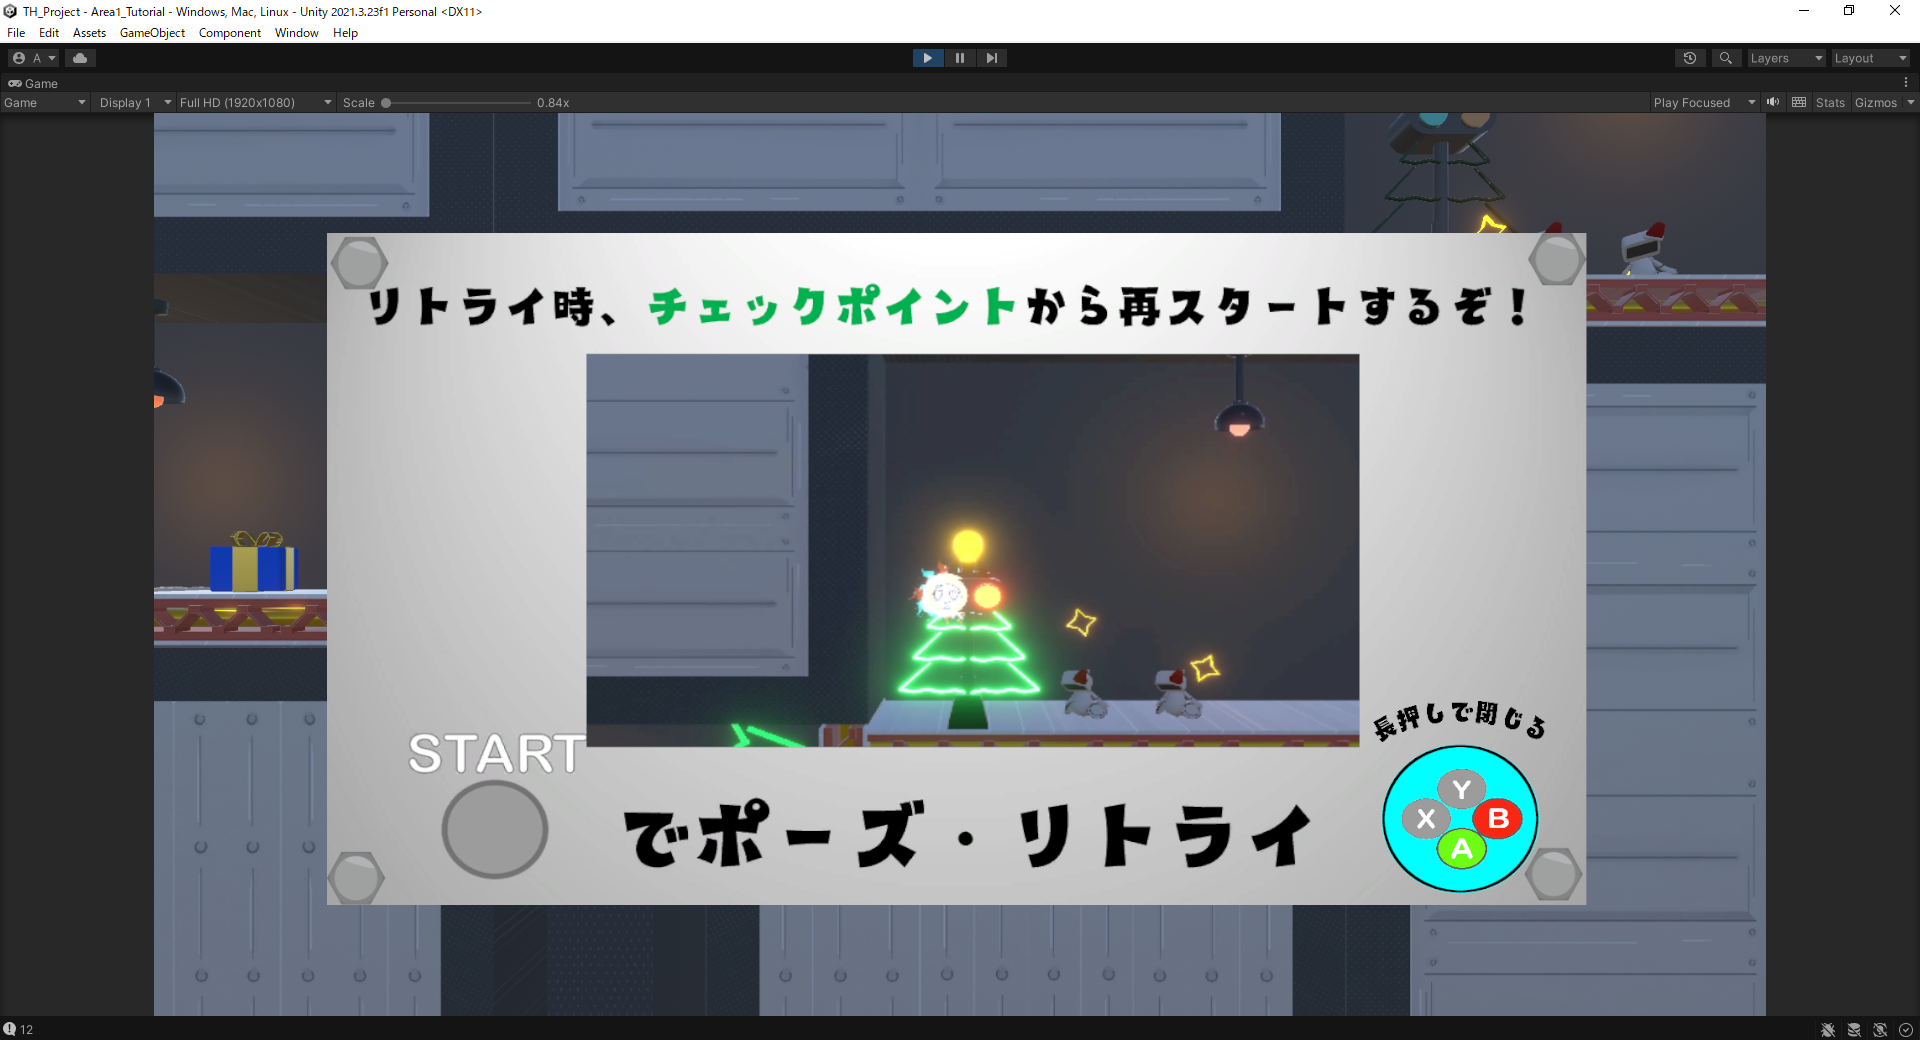 TH_Project - Area1_Tutorial - Windows, Mac, Linux - Unity 2021.3.23f1 Personal <DX11>
File Edit Assets GameObject Component Window Help
A Layers Layout
Game
Game Display 1 Full HD (1920x1080) Scale 0.84x Play Focused Stats Gizmos
リトライ時、チェックポイントから再スタートするぞ！
長押しで閉じる
START
Y
X B
A
でポーズ・リトライ
12